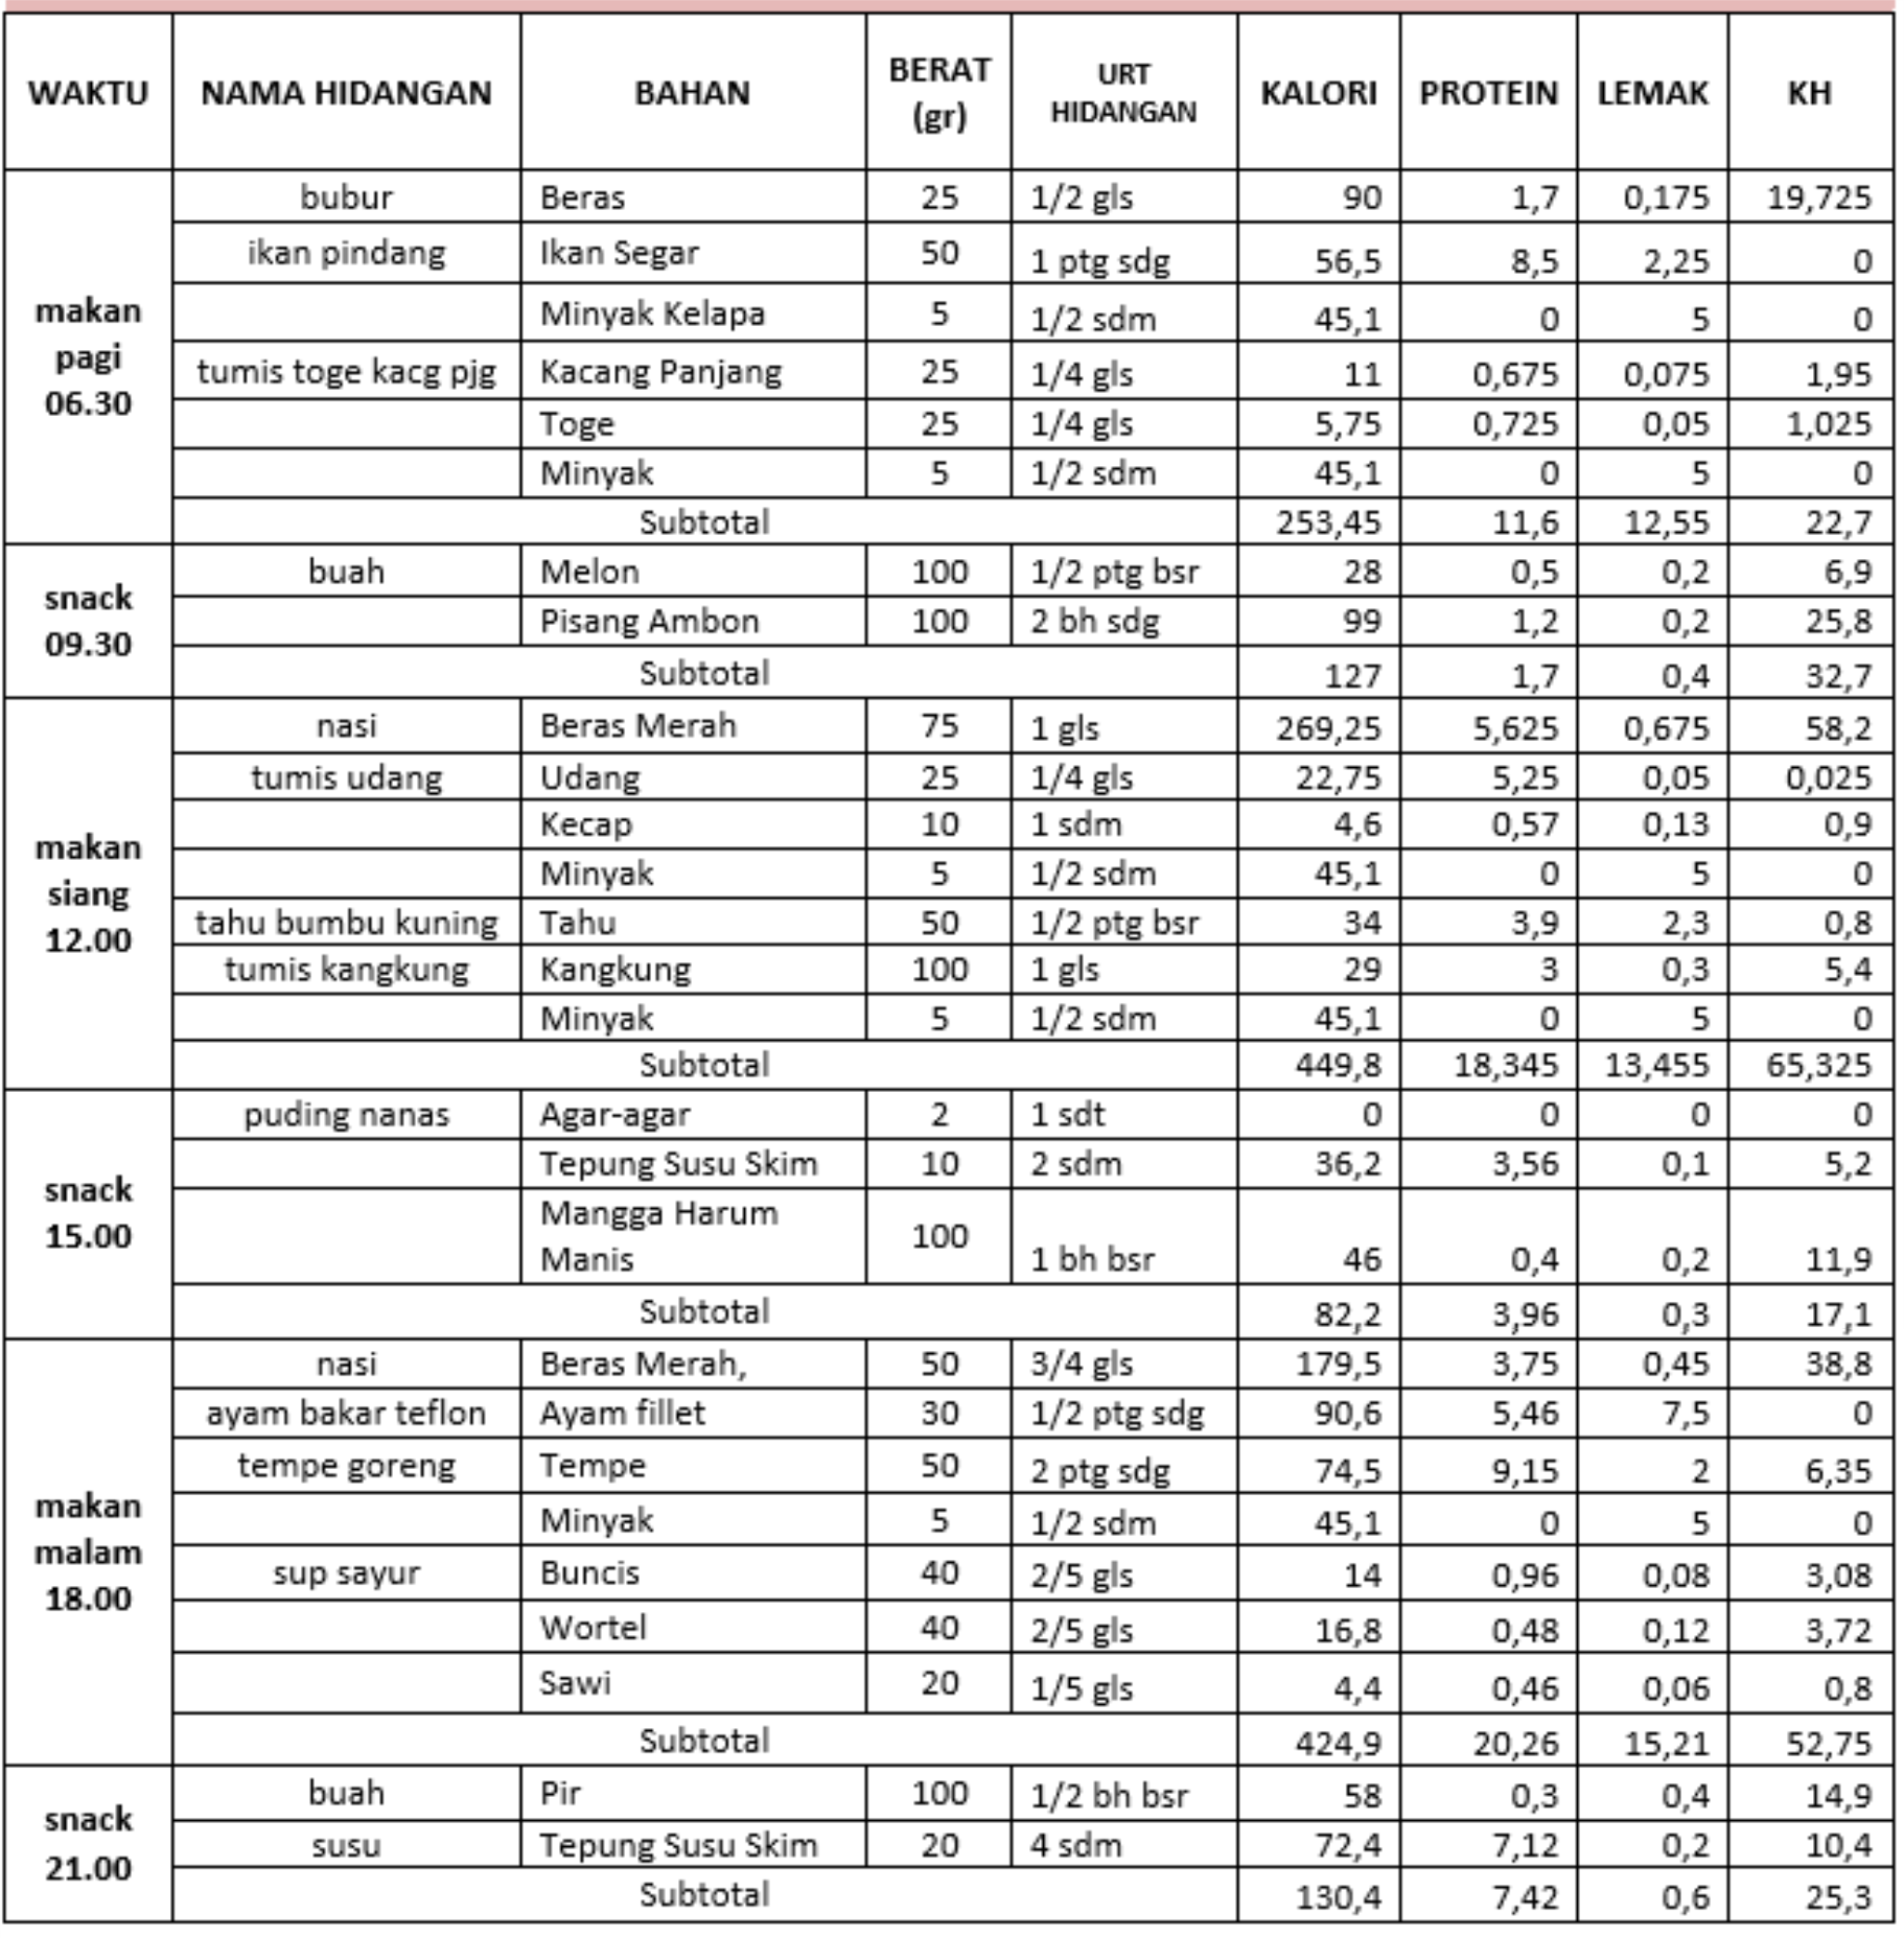 WAKTU NAMA HIDANGAN BAHAN BERAT (gr) URT HIDANGAN KALORI PROTEIN LEMAK KH
makan pagi 06.30
bubur Beras 25 1/2 gls 90 1,7 0,175 19,725
ikan pindang Ikan Segar 50 1 ptg sdg 56,5 8,5 2,25 0
Minyak Kelapa 5 1/2 sdm 45,1 0 5 0
tumis toge kacg pjg Kacang Panjang 25 1/4 gls 11 0,675 0,075 1,95
Toge 25 1/4 gls 5,75 0,725 0,05 1,025
Minyak 5 1/2 sdm 45,1 0 5 0
Subtotal 253,45 11,6 12,55 22,7
snack 09.30
buah Melon 100 1/2 ptg bsr 28 0,5 0,2 6,9
Pisang Ambon 100 2 bh sdg 99 1,2 0,2 25,8
Subtotal 127 1,7 0,4 32,7
makan siang 12.00
nasi Beras Merah 75 1 gls 269,25 5,625 0,675 58,2
tumis udang Udang 25 1/4 gls 22,75 5,25 0,05 0,025
Kecap 10 1 sdm 4,6 0,57 0,13 0,9
Minyak 5 1/2 sdm 45,1 0 5 0
tahu bumbu kuning Tahu 50 1/2 ptg bsr 34 3,9 2,3 0,8
tumis kangkung Kangkung 100 1 gls 29 3 0,3 5,4
Minyak 5 1/2 sdm 45,1 0 5 0
Subtotal 449,8 18,345 13,455 65,325
snack 15.00
puding nanas Agar-agar 2 1 sdt 0 0 0 0
Tepung Susu Skim 10 2 sdm 36,2 3,56 0,1 5,2
Mangga Harum Manis 100 1 bh bsr 46 0,4 0,2 11,9
Subtotal 82,2 3,96 0,3 17,1
makan malam 18.00
nasi Beras Merah, 50 3/4 gls 179,5 3,75 0,45 38,8
ayam bakar teflon Ayam fillet 30 1/2 ptg sdg 90,6 5,46 7,5 0
tempe goreng Tempe 50 2 ptg sdg 74,5 9,15 2 6,35
Minyak 5 1/2 sdm 45,1 0 5 0
sup sayur Buncis 40 2/5 gls 14 0,96 0,08 3,08
Wortel 40 2/5 gls 16,8 0,48 0,12 3,72
Sawi 20 1/5 gls 4,4 0,46 0,06 0,8
Subtotal 424,9 20,26 15,21 52,75
snack 21.00
buah Pir 100 1/2 bh bsr 58 0,3 0,4 14,9
susu Tepung Susu Skim 20 4 sdm 72,4 7,12 0,2 10,4
Subtotal 130,4 7,42 0,6 25,3